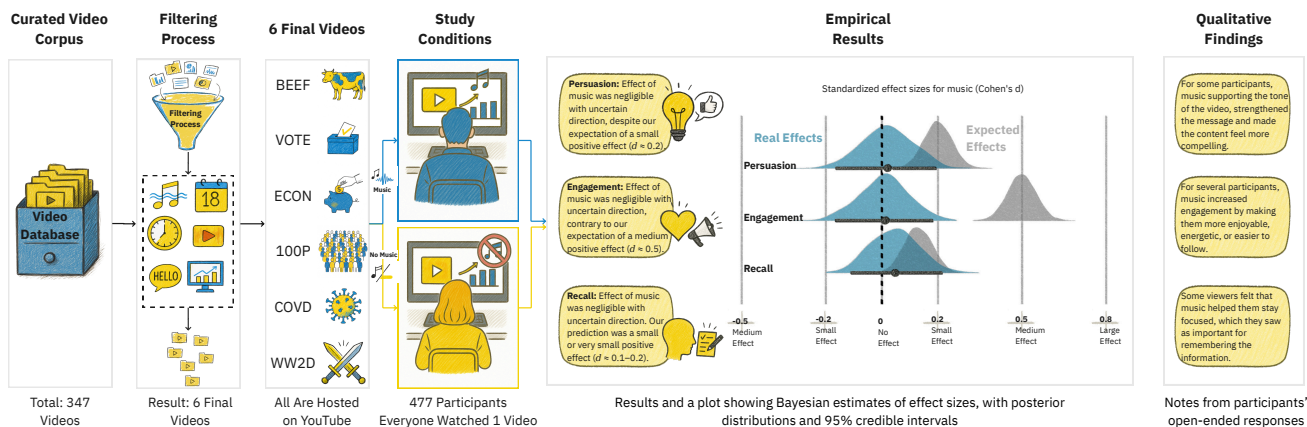 Curated Video
Corpus
Video
Database
Total: 347
Videos
Filtering
Process
Filtering
Process
18
HELLO
Result: 6 Final
Videos
6 Final Videos
BEEF
VOTE
ECON
100P
COVD
WW2D
All Are Hosted
on YouTube
Study
Conditions
Music
No Music
477 Participants
Everyone Watched 1 Video
Empirical
Results
Persuasion: Effect of
music was negligible
with uncertain
direction, despite our
expectation of a small
positive effect (d ≈ 0.2).
Engagement: Effect of
music was negligible with
uncertain direction,
contrary to our
expectation of a medium
positive effect (d ≈ 0.5).
Recall: Effect of music
was negligible with
uncertain direction. Our
prediction was a small
or very small positive
effect (d ≈ 0.1–0.2).
Standardized effect sizes for music (Cohen's d)
Real Effects
Expected
Effects
Persuasion
Engagement
Recall
-0.5
Medium
Effect
-0.2
Small
Effect
0
No
Effect
0.2
Small
Effect
0.5
Medium
Effect
0.8
Large
Effect
Results and a plot showing Bayesian estimates of effect sizes, with posterior
distributions and 95% credible intervals
Qualitative
Findings
For some participants,
music supporting the tone
of the video, strengthened
the message and made
the content feel more
compelling.
For several participants,
music increased
engagement by making
them more enjoyable,
energetic, or easier to
follow.
Some viewers felt that
music helped them stay
focused, which they saw
as important for
remembering the
information.
Notes from participants’
open-ended responses